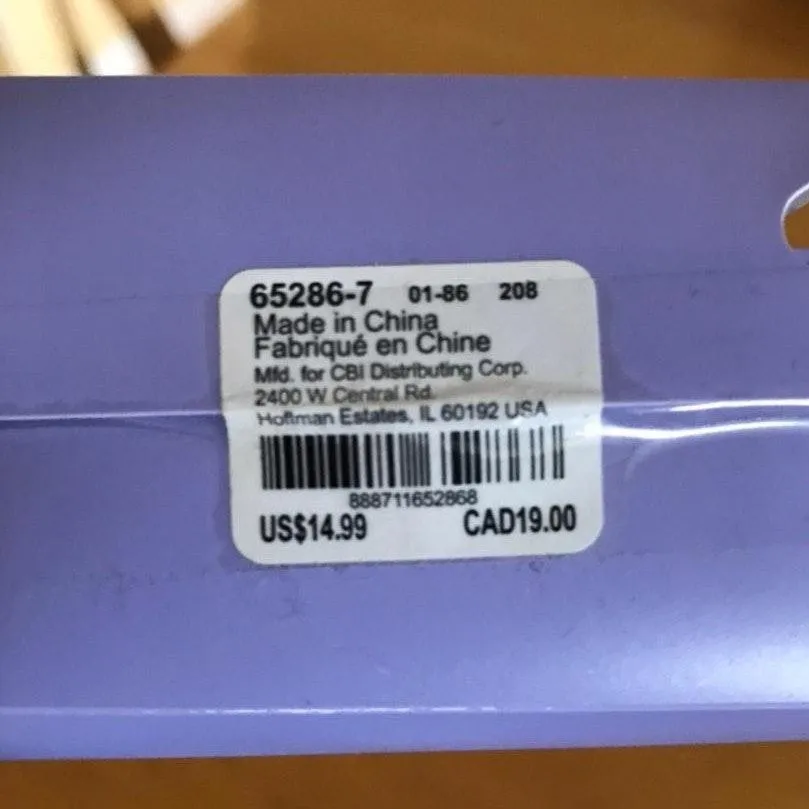 65286-7 01-86 208
Made in China
Fabriqué en Chine
Mfd. for CBI Distributing Corp.
2400 W Central Rd.
Hoffman Estates, IL 60192 USA
888711652868
US$14.99 CAD19.00